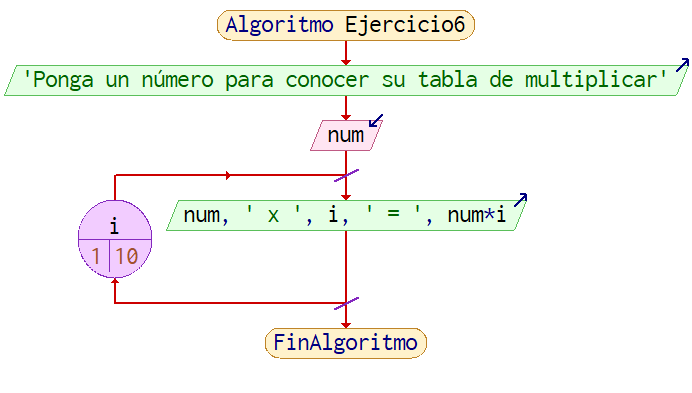 Algoritmo Ejercicio6
'Ponga un número para conocer su tabla de multiplicar'
num
num, ' x ', i, ' = ', num*i
i
1 10
FinAlgoritmo